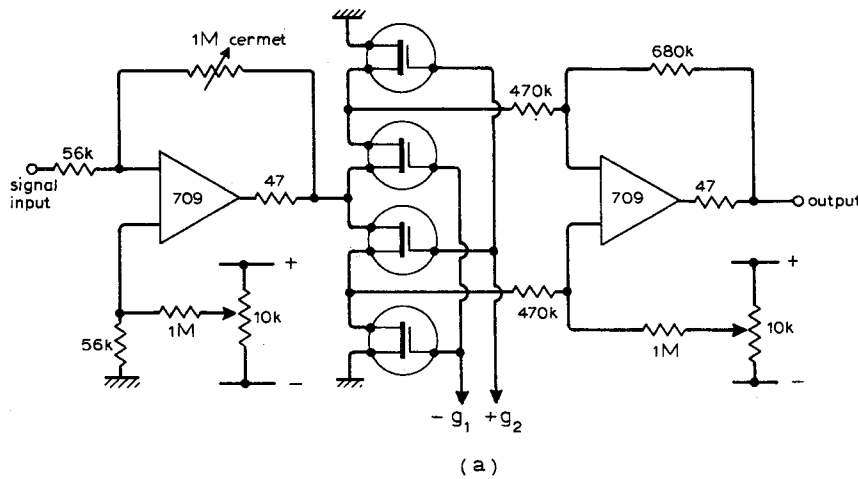 1M cermet
680k
470k
56k
signal
input
709
47
709
47
output
+
+
1M
10k
470k
1M
10k
56k
−
−
− g₁ +g₂
(a)